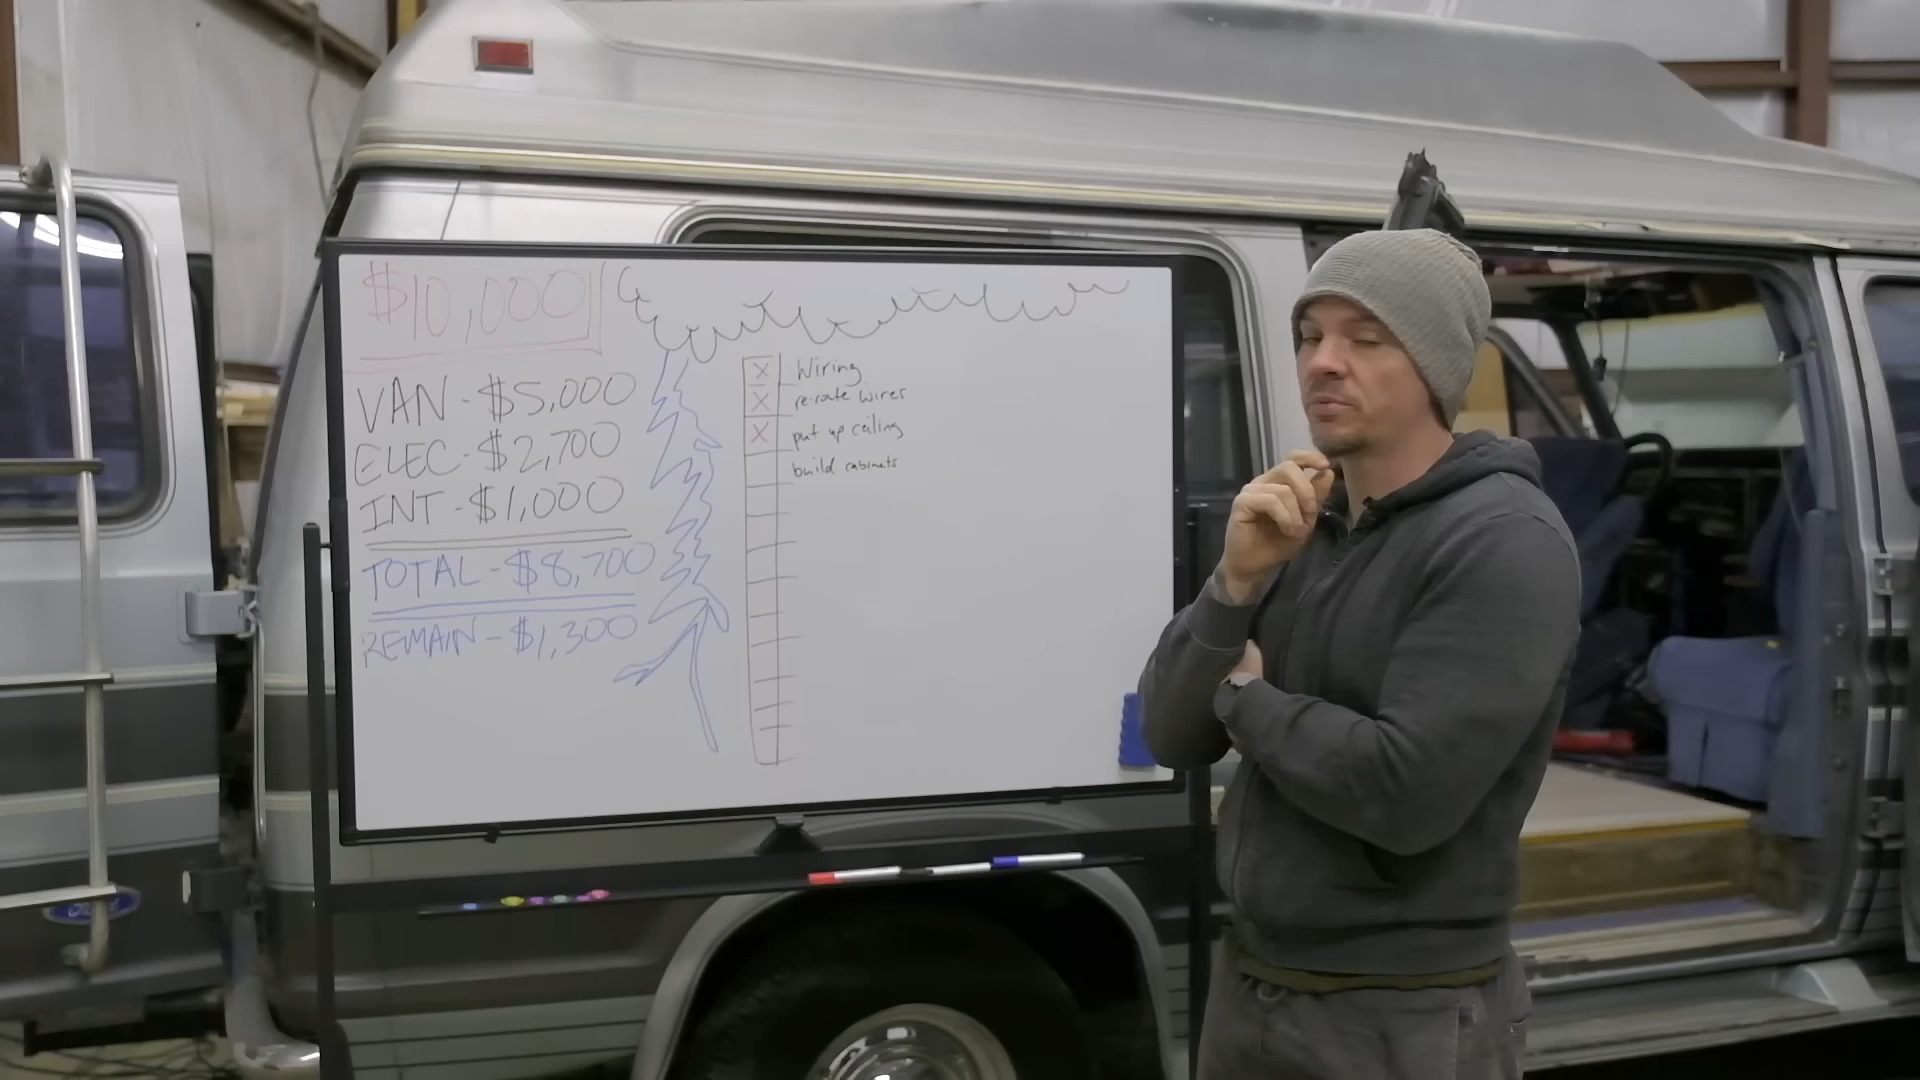 $10,000
VAN - $5,000
ELEC - $2,700
INT - $1,000
TOTAL - $8,700
REMAIN - $1,300
X Wiring
X re-route wires
X put up ceiling
build cabinets
Ford